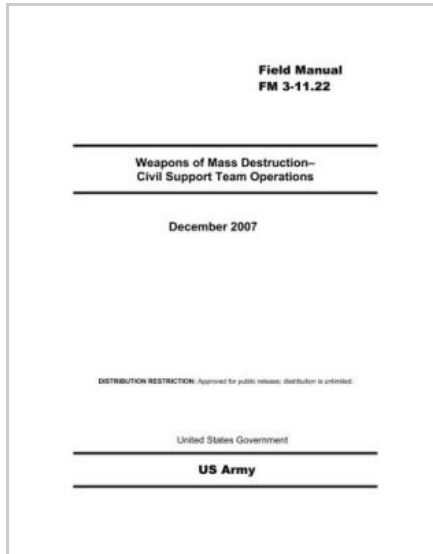 Field Manual
FM 3-11.22
Weapons of Mass Destruction–
Civil Support Team Operations
December 2007
DISTRIBUTION RESTRICTION: Approved for public release; distribution is unlimited.
United States Government
US Army